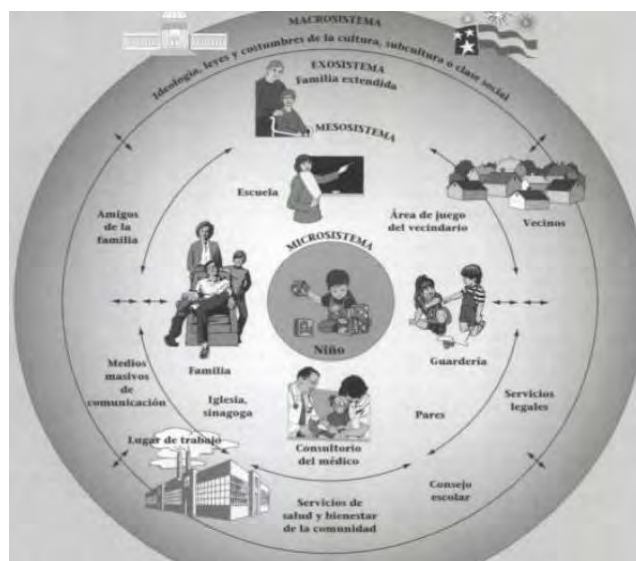 MACROSISTEMA
Ideología, leyes y costumbres de la cultura, subcultura o clase social
EXOSISTEMA
Familia extendida
MESOSISTEMA
Escuela
Amigos
de la
familia
Área de juego
del vecindario
Vecinos
MICROSISTEMA
Niño
Familia
Guardería
Medios
masivos
de
comunicación
Iglesia,
sinagoga
Pares
Servicios
legales
Lugar de trabajo
Consultorio
del médico
Consejo
escolar
Servicios de
salud y bienestar
de la comunidad